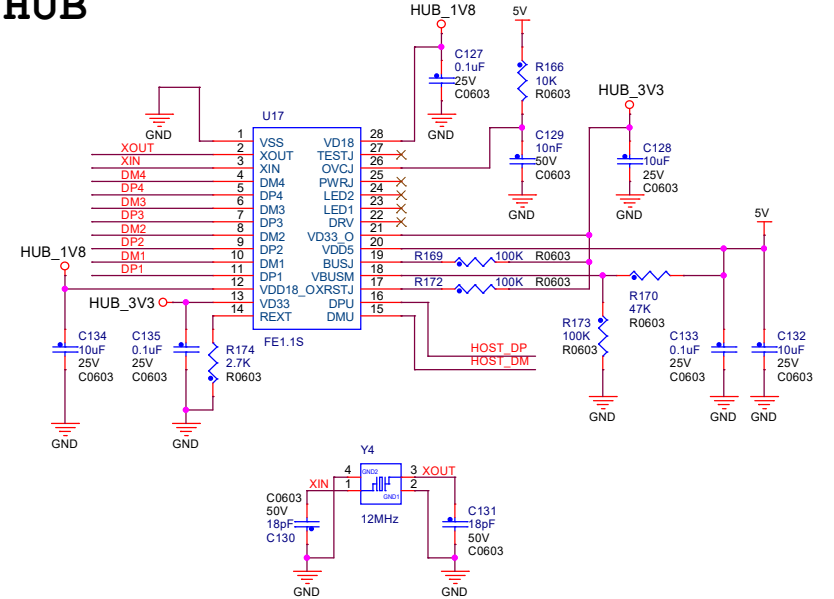 HUB
HUB_1V8
5V
C127
0.1uF
25V
C0603
R166
10K
R0603
HUB_3V3
GND
U17
GND
C129
10nF
50V
C0603
C128
10uF
25V
C0603
GND
GND
XOUT
XIN
DM4
DP4
DM3
DP3
DM2
DP2
DM1
DP1
1 VSS
2 XOUT
3 XIN
4 DM4
5 DP4
6 DM3
7 DP3
8 DM2
9 DP2
10 DM1
11 DP1
12 VDD18_O
13 VD33
14 REXT
VD18 28
TESTJ 27
OVCJ 26
PWRJ 25
LED2 24
LED1 23
DRV 22
VD33_O 21
VDD5 20
BUSJ 19
VBUSM 18
XRSTJ 17
DPU 16
DMU 15
FE1.1S
5V
HUB_1V8
HUB_3V3
R169 100K R0603
R172 100K R0603
R170
47K
R0603
HOST_DP
HOST_DM
C134
10uF
25V
C0603
C135
0.1uF
25V
C0603
R174
2.7K
R0603
R173
100K
R0603
C133
0.1uF
25V
C0603
C132
10uF
25V
C0603
GND
GND
GND
GND
GND
Y4
4 GND2
XIN 1
3 XOUT
GND1 2
12MHz
C0603
50V
18pF
C130
C131
18pF
50V
C0603
GND
GND